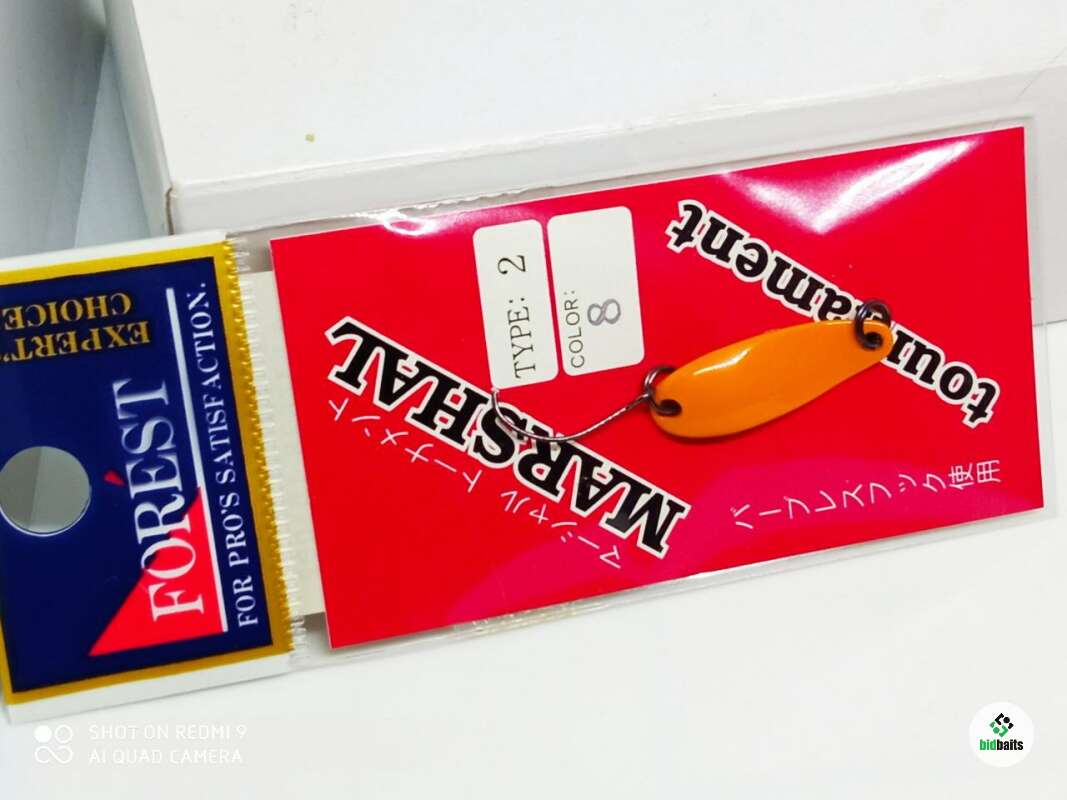 EXPERT'S
CHOICE
FORÉST
FOR PRO'S SATISFACTION.
TYPE: 2
COLOR:
8
MARSHAL
マーシャル トーナメント
tournament
バーブレスフック使用
SHOT ON REDMI 9
AI QUAD CAMERA
bidbaits